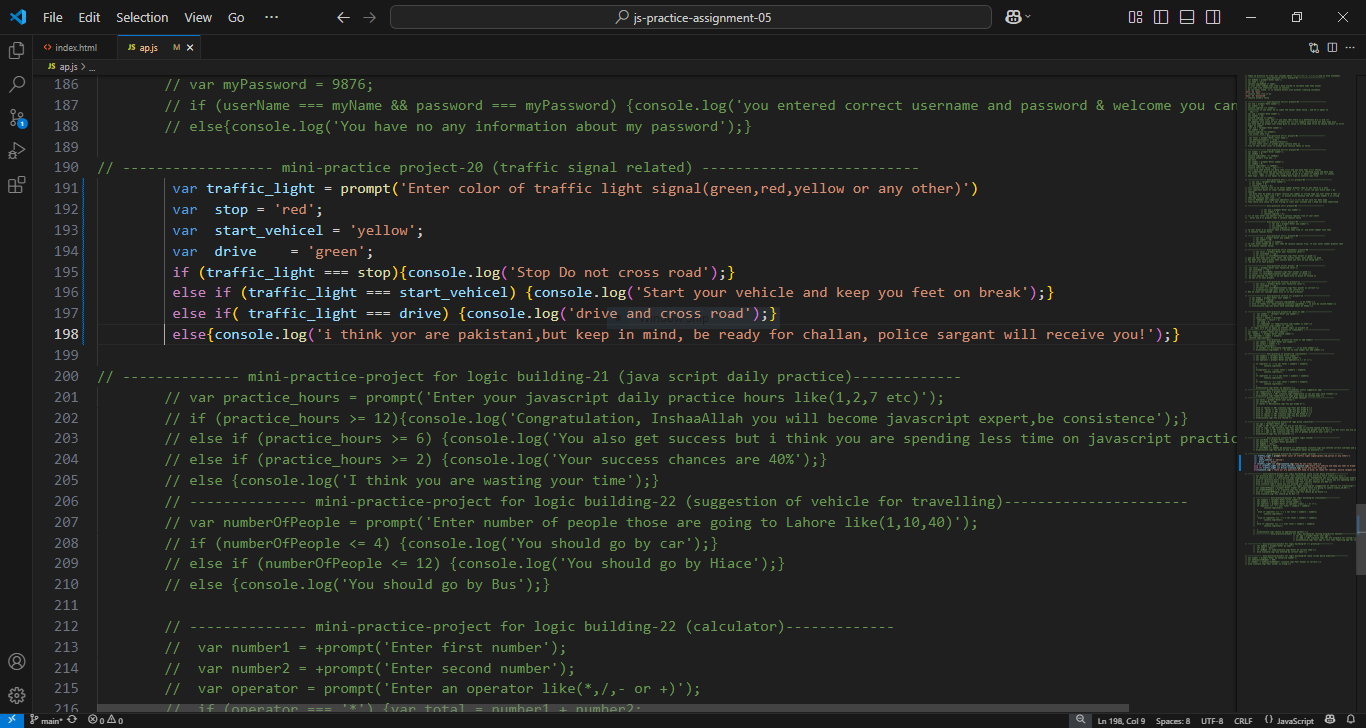 File Edit Selection View Go ··· js-practice-assignment-05
index.html JS ap.js M
JS ap.js > ...
186 // var myPassword = 9876;
187 // if (userName === myName && password === myPassword) {console.log('you entered correct username and password & welcome you can
188 // else{console.log('You have no any information about my password');}
189
190 // ------------------ mini-practice project-20 (traffic signal related) --------------------------
191 var traffic_light = prompt('Enter color of traffic light signal(green,red,yellow or any other)')
192 var  stop = 'red';
193 var  start_vehicel = 'yellow';
194 var  drive    = 'green';
195 if (traffic_light === stop){console.log('Stop Do not cross road');}
196 else if (traffic_light === start_vehicel) {console.log('Start your vehicle and keep you feet on break');}
197 else if( traffic_light === drive) {console.log('drive and cross road');}
198 else{console.log('i think yor are pakistani,but keep in mind, be ready for challan, police sargant will receive you!');}
199
200 // -------------- mini-practice-project for logic building-21 (java script daily practice)-------------
201 // var practice_hours = prompt('Enter your javascript daily practice hours like(1,2,7 etc)');
202 // if (practice_hours >= 12){console.log('Congratulation, InshaaAllah you will become javascript expert,be consistence');}
203 // else if (practice_hours >= 6) {console.log('You also get success but i think you are spending less time on javascript practic
204 // else if (practice_hours >= 2) {console.log('Your success chances are 40%');}
205 // else {console.log('I think you are wasting your time');}
206 // -------------- mini-practice-project for logic building-22 (suggestion of vehicle for travelling)----------------------
207 // var numberOfPeople = prompt('Enter number of people those are going to Lahore like(1,10,40)');
208 // if (numberOfPeople <= 4) {console.log('You should go by car');}
209 // else if (numberOfPeople <= 12) {console.log('You should go by Hiace');}
210 // else {console.log('You should go by Bus');}
211
212 // -------------- mini-practice-project for logic building-22 (calculator)-------------
213 //  var number1 = +prompt('Enter first number');
214 //  var number2 = +prompt('Enter second number');
215 //  var operator = prompt('Enter an operator like(*,/,- or +)');
216 //  if (operator === '*') {var total = number1 + number2;
main* 0 0 Ln 198, Col 9 Spaces: 8 UTF-8 CRLF {} JavaScript